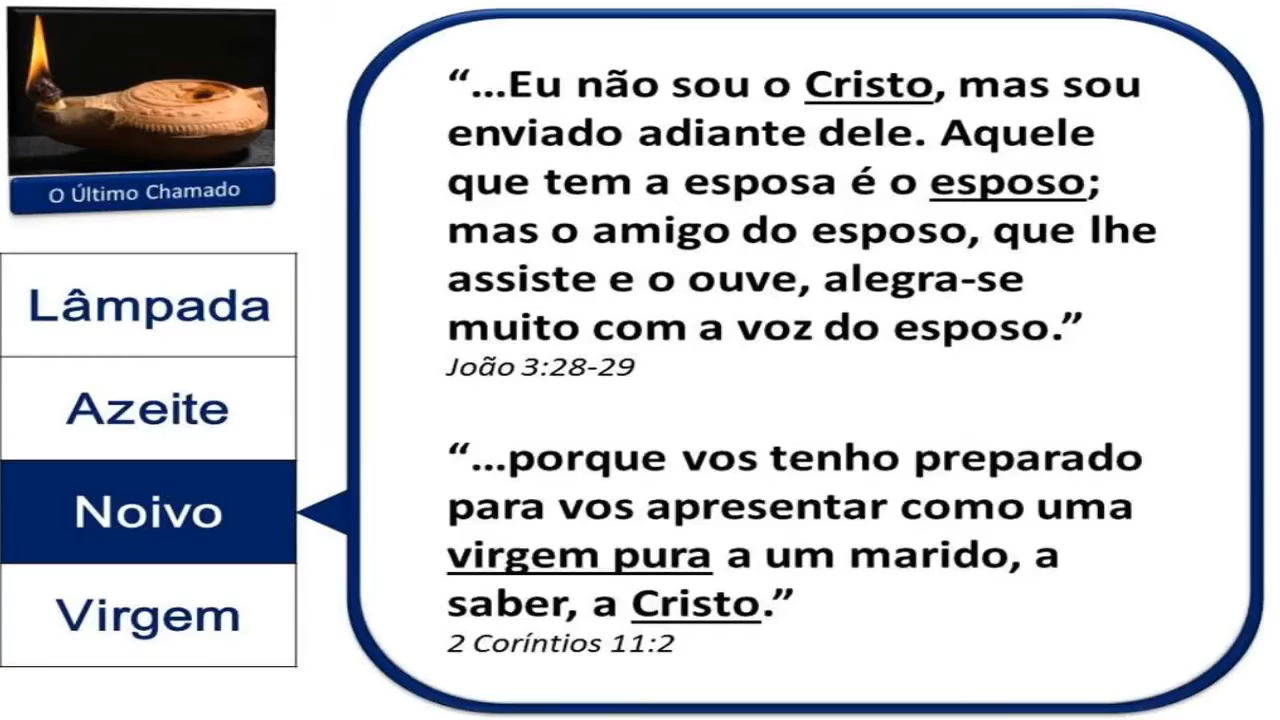 O Último Chamado
Lâmpada
Azeite
Noivo
Virgem
“...Eu não sou o Cristo, mas sou
enviado adiante dele. Aquele
que tem a esposa é o esposo;
mas o amigo do esposo, que lhe
assiste e o ouve, alegra-se
muito com a voz do esposo.”
João 3:28-29
“...porque vos tenho preparado
para vos apresentar como uma
virgem pura a um marido, a
saber, a Cristo.”
2 Coríntios 11:2